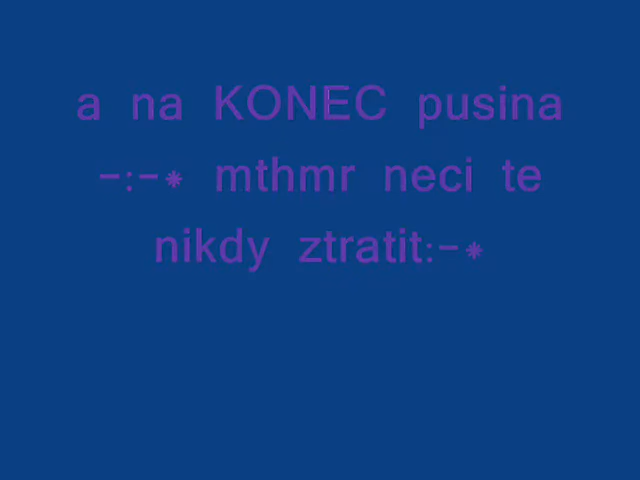 a na KONEC pusina
-:-* mthmr neci te
nikdy ztratit:-*